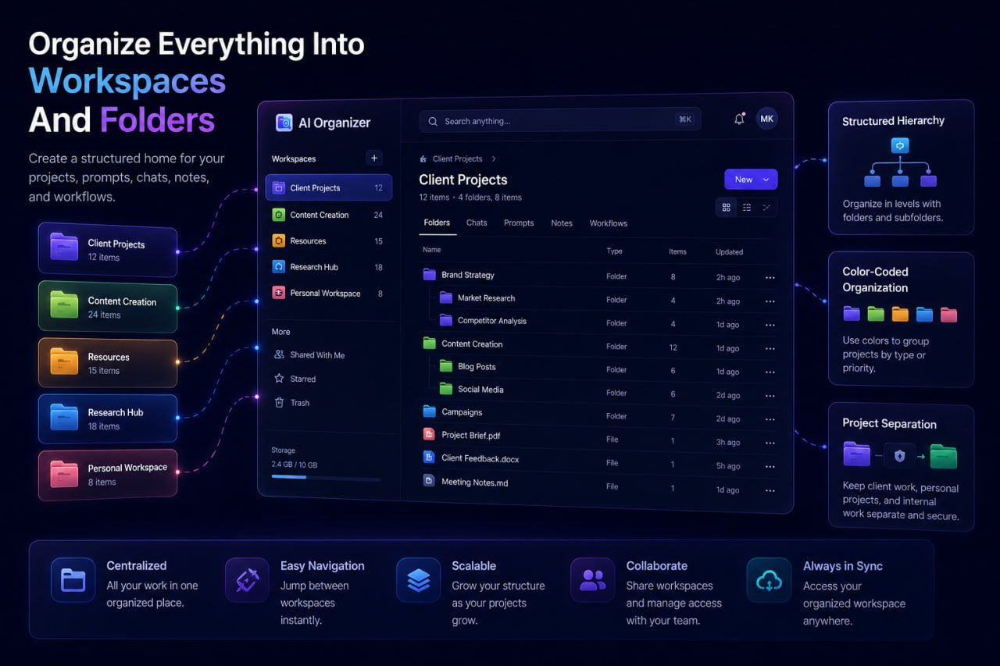 Organize Everything Into
Workspaces
And Folders
Create a structured home for your
projects, prompts, chats, notes,
and workflows.
Client Projects
12 items
Content Creation
24 items
Resources
15 items
Research Hub
18 items
Personal Workspace
8 items
AI Organizer
Workspaces
+
Client Projects 12
Content Creation 24
Resources 15
Research Hub 18
Personal Workspace 8
More
Shared With Me
Starred
Trash
Storage
2.4 GB / 10 GB
Search anything... ⌘K
MK
Client Projects
Client Projects
12 items • 4 folders, 8 items
New
Folders Chats Prompts Notes Workflows
Name Type Items Updated
Brand Strategy Folder 8 2h ago
Market Research Folder 4 2h ago
Competitor Analysis Folder 4 1d ago
Content Creation Folder 12 1d ago
Blog Posts Folder 6 1d ago
Social Media Folder 6 2d ago
Campaigns Folder 7 2d ago
Project Brief.pdf File 1 3h ago
Client Feedback.docx File 1 5h ago
Meeting Notes.md File 1 1d ago
Structured Hierarchy
Organize in levels with
folders and subfolders.
Color-Coded
Organization
Use colors to group
projects by type or
priority.
Project Separation
Keep client work, personal
projects, and internal
work separate and secure.
Centralized
All your work in one
organized place.
Easy Navigation
Jump between
workspaces
instantly.
Scalable
Grow your structure
as your projects
grow.
Collaborate
Share workspaces
and manage access
with your team.
Always in Sync
Access your
organized workspace
anywhere.